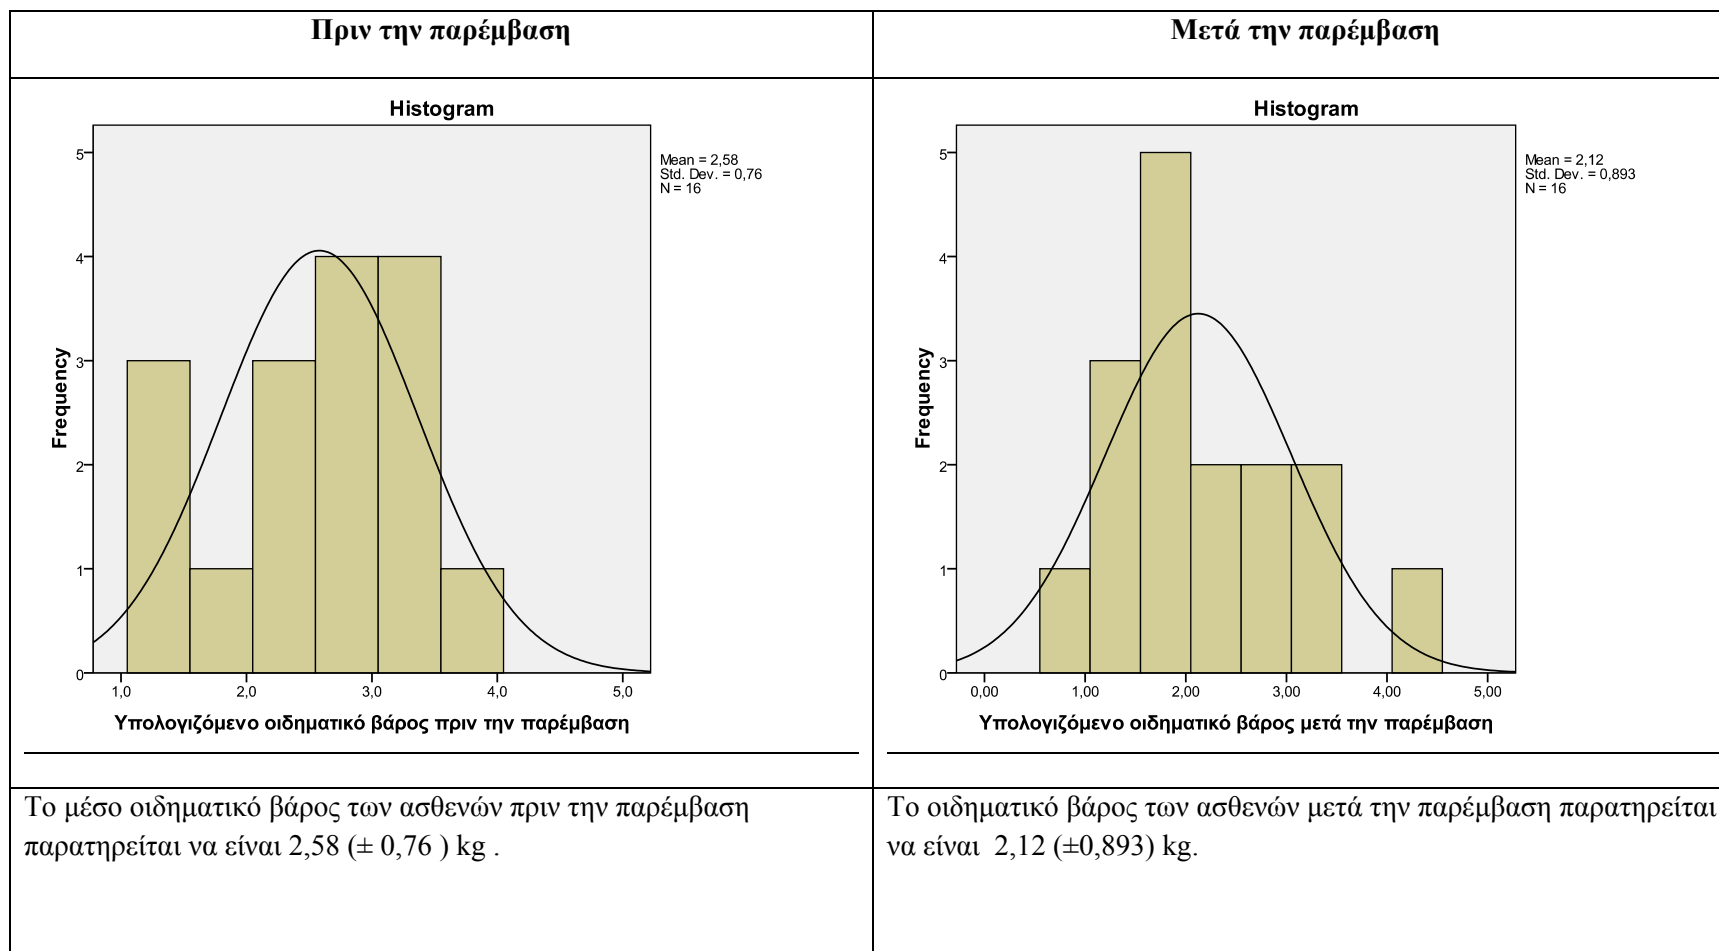 Πριν την παρέμβαση
Μετά την παρέμβαση
Histogram
5
4
3
2
1
0
Frequency
1,0 2,0 3,0 4,0 5,0
Υπολογιζόμενο οιδηματικό βάρος πριν την παρέμβαση
Mean = 2,58
Std. Dev. = 0,76
N = 16
Histogram
5
4
3
2
1
0
Frequency
0,00 1,00 2,00 3,00 4,00 5,00
Υπολογιζόμενο οιδηματικό βάρος μετά την παρέμβαση
Mean = 2,12
Std. Dev. = 0,893
N = 16
Το μέσο οιδηματικό βάρος των ασθενών πριν την παρέμβαση
παρατηρείται να είναι 2,58 (± 0,76 ) kg .
Το οιδηματικό βάρος των ασθενών μετά την παρέμβαση παρατηρείται
να είναι  2,12 (±0,893) kg.